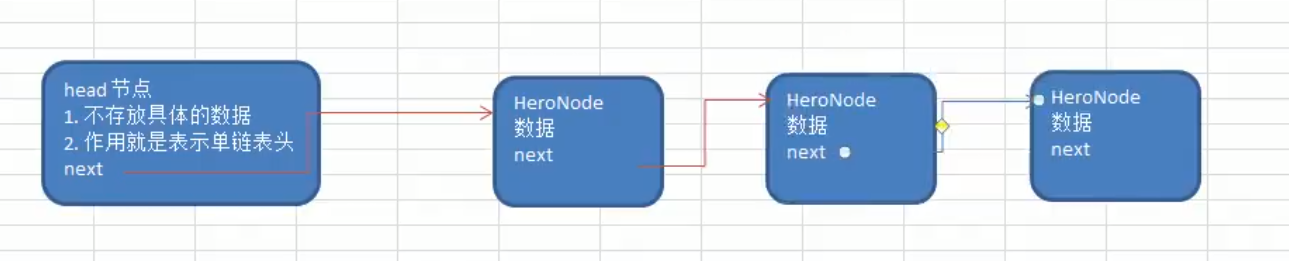 head 节点
1. 不存放具体的数据
2. 作用就是表示单链表头
next
HeroNode
数据
next
HeroNode
数据
next
HeroNode
数据
next